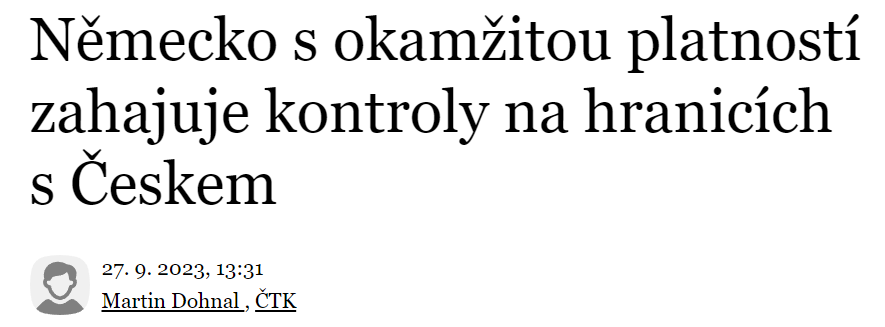 Německo s okamžitou platností
zahajuje kontroly na hranicích
s Českem
27. 9. 2023, 13:31
Martin Dohnal , ČTK